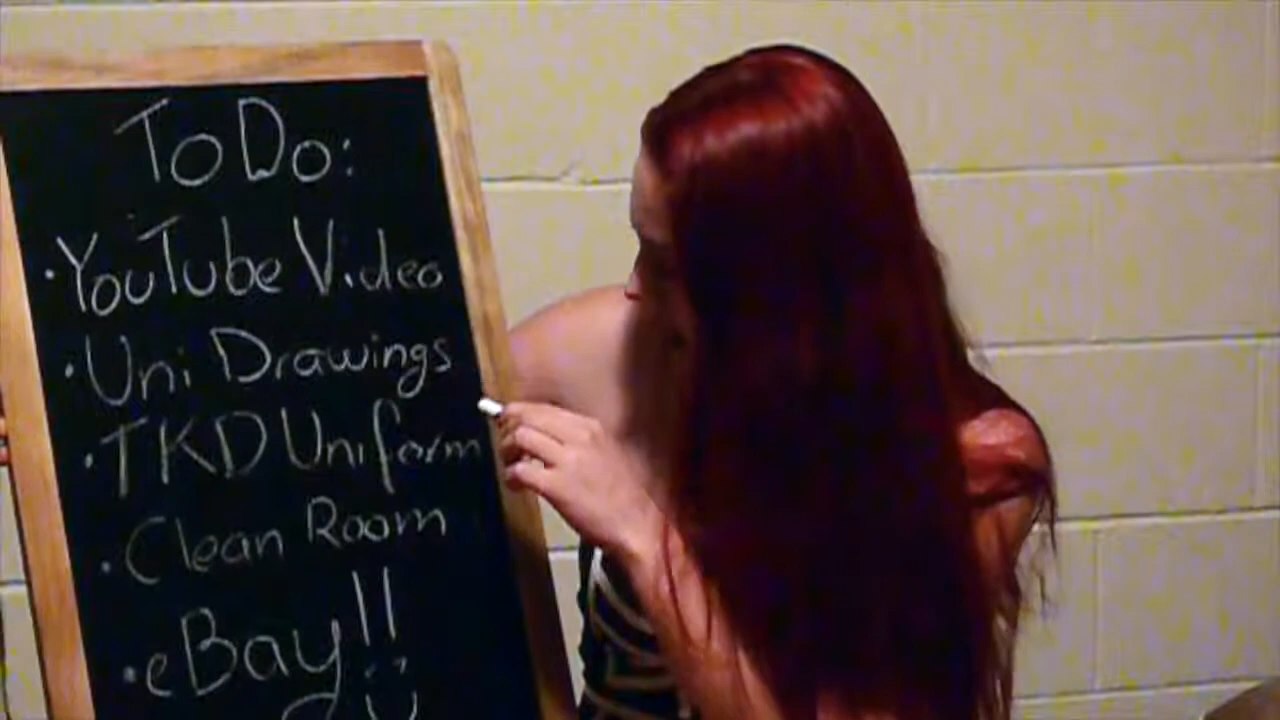 ToDo:
·YouTube Video
·Uni Drawings
·TKD Uniform
·Clean Room
·eBay!!